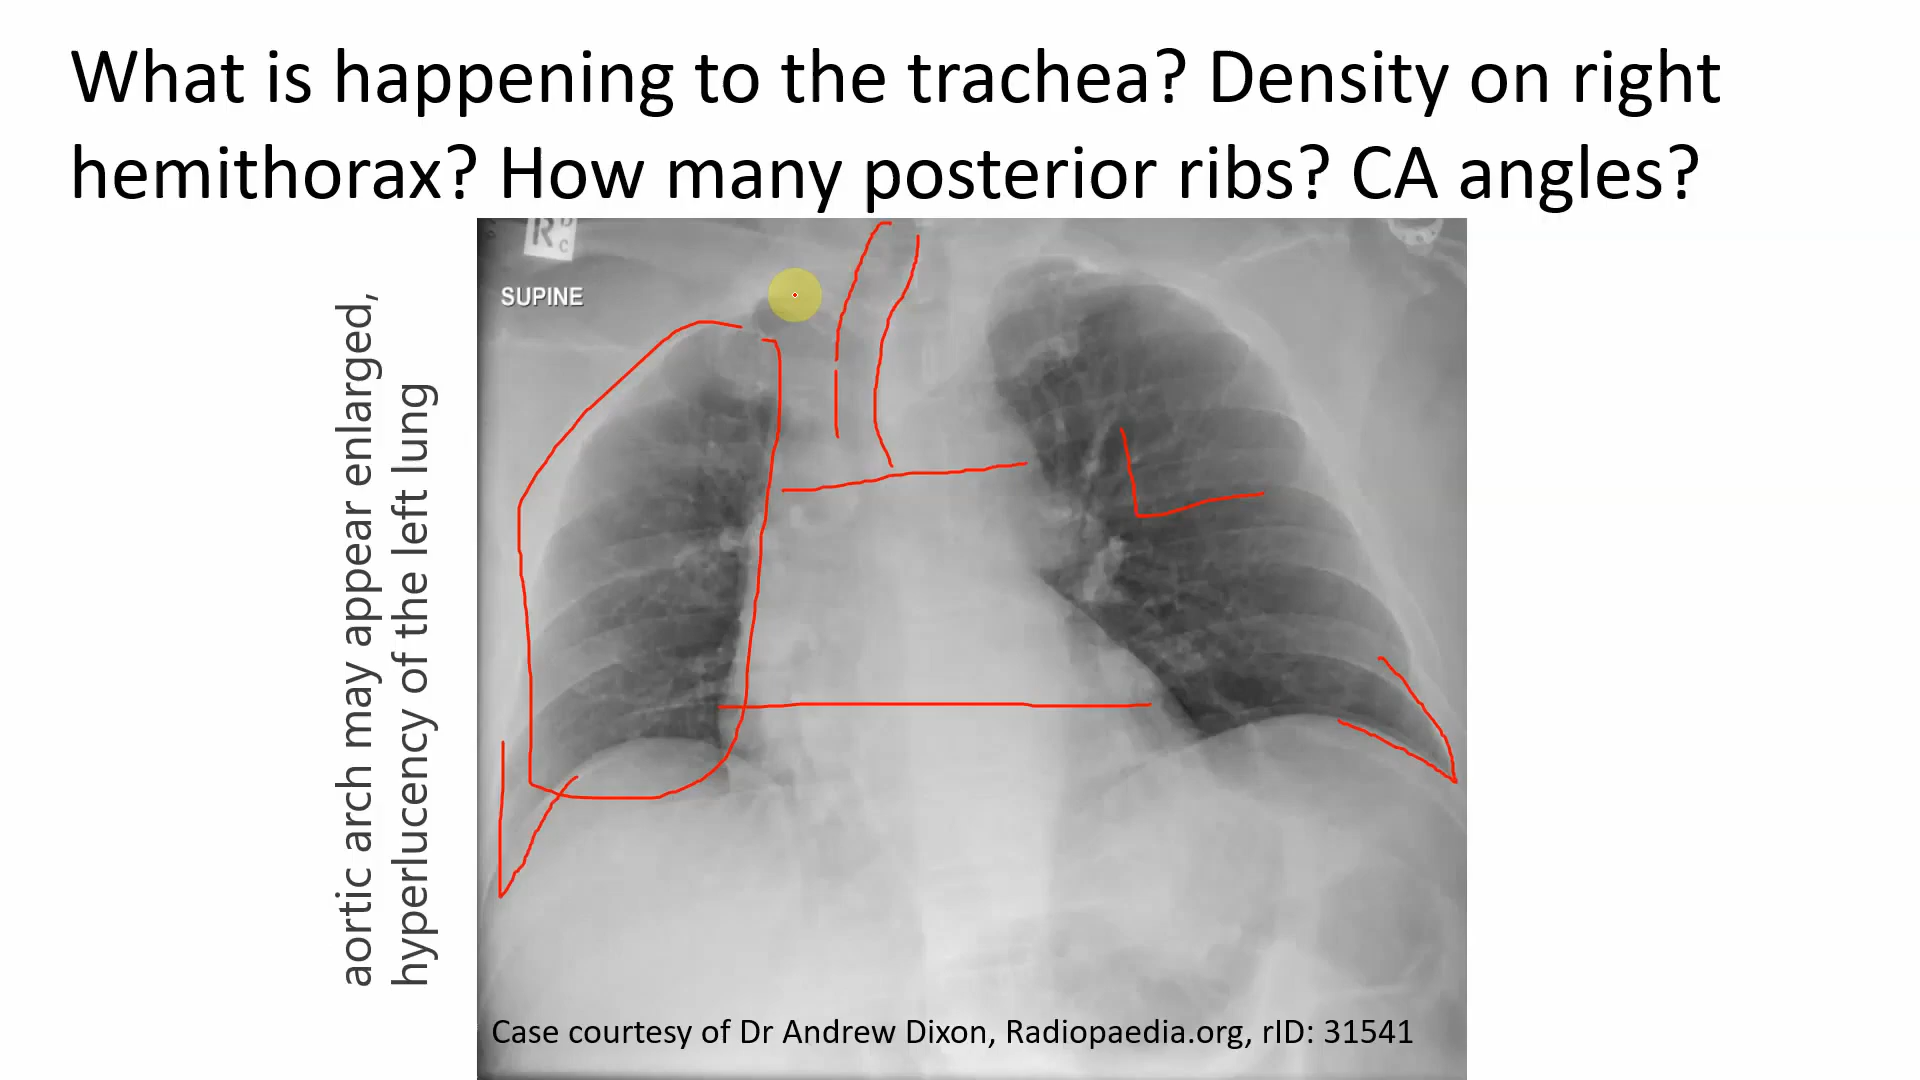 What is happening to the trachea? Density on right
hemithorax? How many posterior ribs? CA angles?
aortic arch may appear enlarged,
hyperlucency of the left lung
R D
C
SUPINE
L
Case courtesy of Dr Andrew Dixon, Radiopaedia.org, rID: 31541